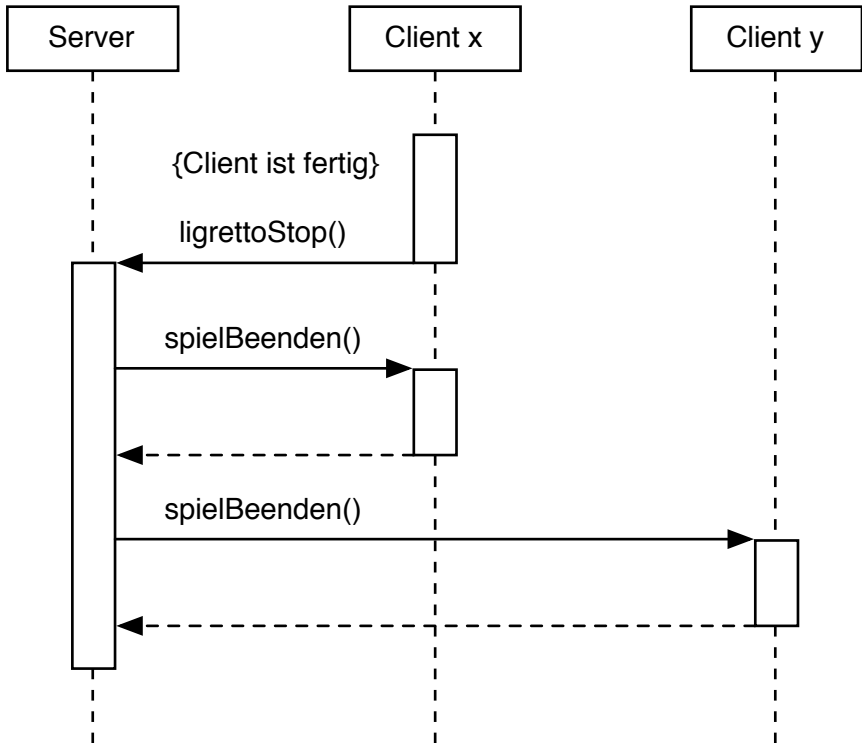 Server
Client x
Client y
{Client ist fertig}
ligrettoStop()
spielBeenden()
spielBeenden()